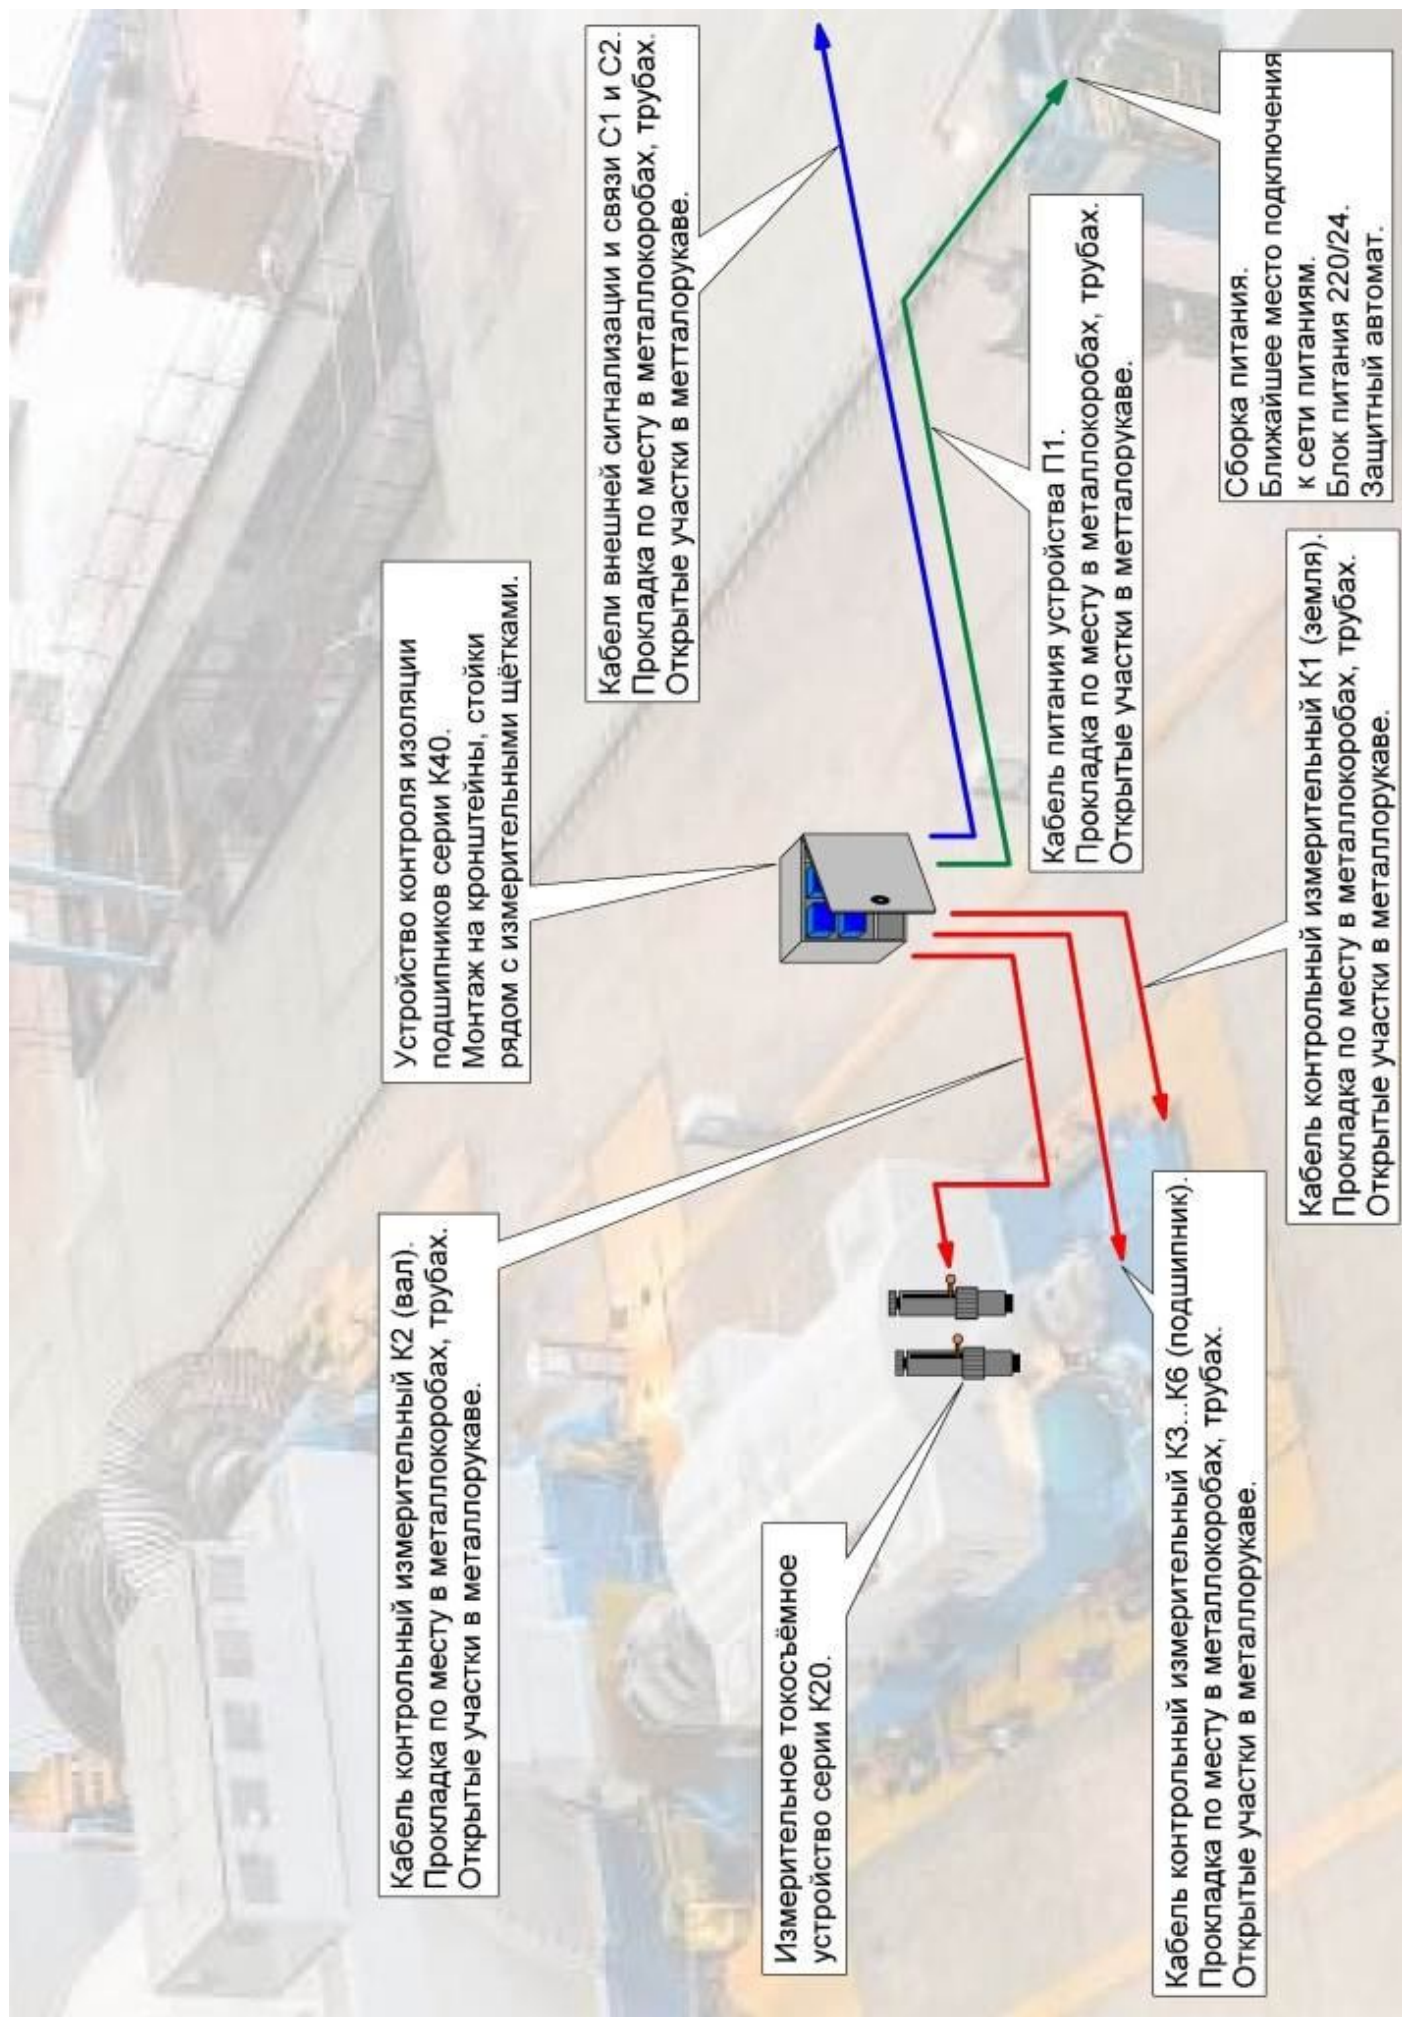 Кабель контрольный измерительный К2 (вал).
Прокладка по месту в металлокоробах, трубах.
Открытые участки в металлорукаве.
Устройство контроля изоляции
подшипников серии К40.
Монтаж на кронштейны, стойки
рядом с измерительными щётками.
Кабели внешней сигнализации и связи С1 и С2.
Прокладка по месту в металлокоробах, трубах.
Открытые участки в метталорукаве.
Измерительное токосъёмное
устройство серии К20.
Кабель питания устройства П1.
Прокладка по месту в металлокоробах, трубах.
Открытые участки в метталорукаве.
Кабель контрольный измерительный К3...К6 (подшипник).
Прокладка по месту в металлокоробах, трубах.
Открытые участки в металлорукаве.
Кабель контрольный измерительный К1 (земля).
Прокладка по месту в металлокоробах, трубах.
Открытые участки в металлорукаве.
Сборка питания.
Ближайшее место подключения
к сети питаниям.
Блок питания 220/24.
Защитный автомат.